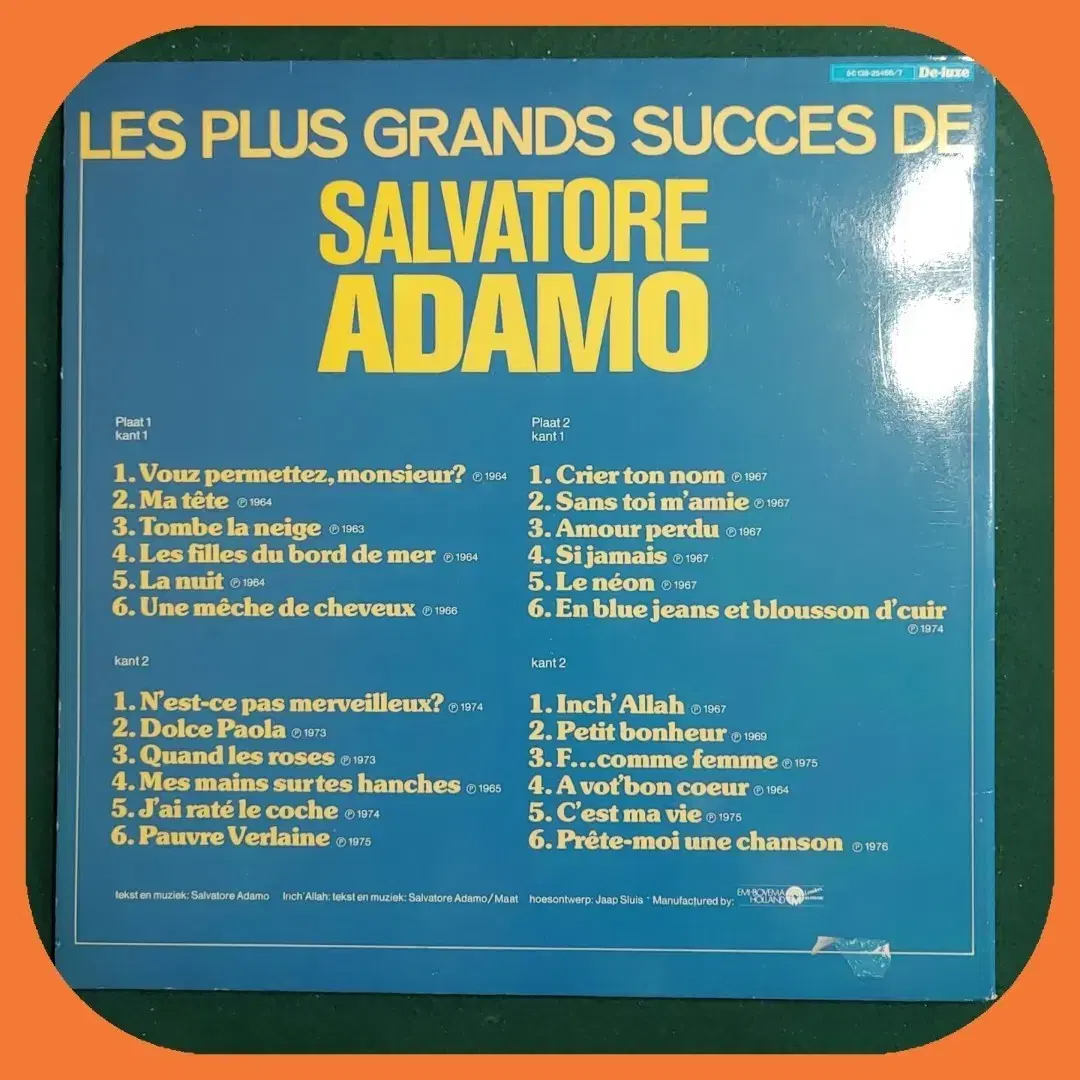 5C 138-25466/7 De-luxe
LES PLUS GRANDS SUCCES DE
SALVATORE
ADAMO
Plaat 1
kant 1
1. Vouz permettez, monsieur? ℗ 1964
2. Ma tête ℗ 1964
3. Tombe la neige ℗ 1963
4. Les filles du bord de mer ℗ 1964
5. La nuit ℗ 1964
6. Une mêche de cheveux ℗ 1966
kant 2
1. N'est-ce pas merveilleux? ℗ 1974
2. Dolce Paola ℗ 1973
3. Quand les roses ℗ 1973
4. Mes mains sur tes hanches ℗ 1965
5. J'ai raté le coche ℗ 1974
6. Pauvre Verlaine ℗ 1975
Plaat 2
kant 1
1. Crier ton nom ℗ 1967
2. Sans toi m'amie ℗ 1967
3. Amour perdu ℗ 1967
4. Si jamais ℗ 1967
5. Le néon ℗ 1967
6. En blue jeans et blousson d'cuir
℗ 1974
kant 2
1. Inch' Allah ℗ 1967
2. Petit bonheur ℗ 1969
3. F...comme femme ℗ 1975
4. A vot'bon coeur ℗ 1964
5. C'est ma vie ℗ 1975
6. Prête-moi une chanson ℗ 1976
tekst en muziek: Salvatore Adamo Inch' Allah: tekst en muziek: Salvatore Adamo/Maat hoesontwerp: Jaap Sluis - Manufactured by:
EMI-BOVEMA
HOLLAND